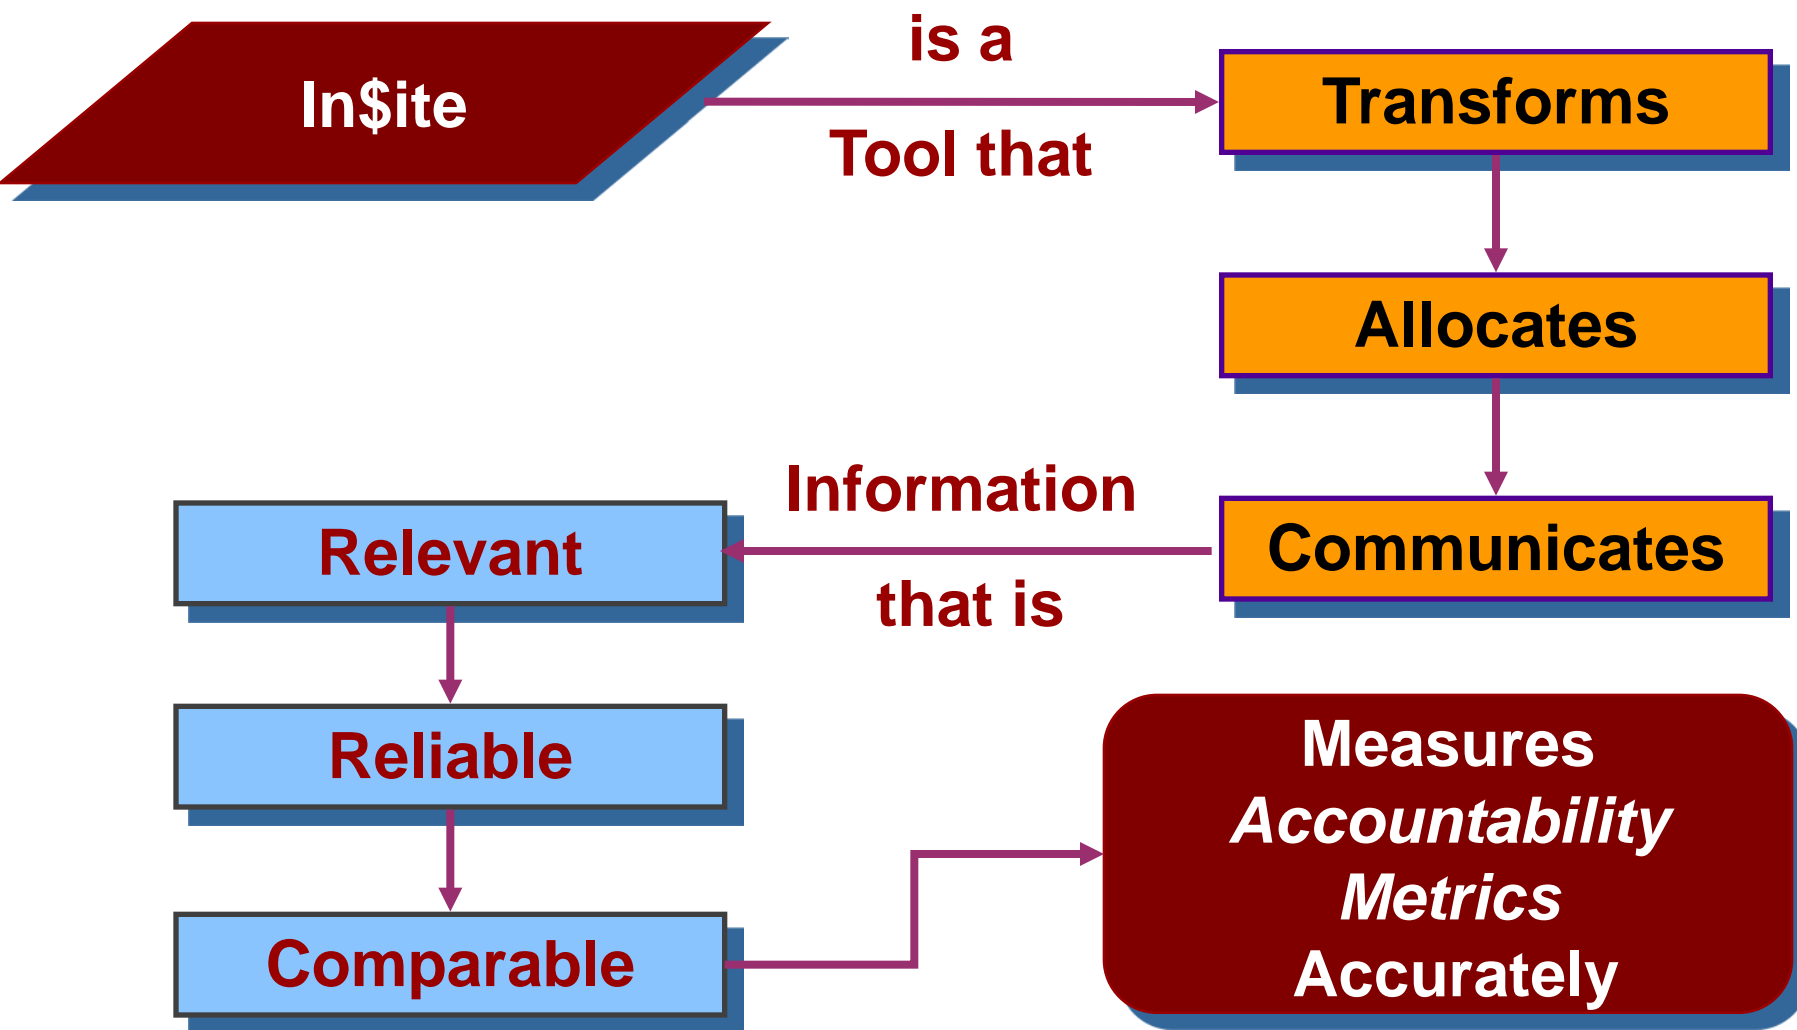 In$ite
is a
Tool that
Transforms
Allocates
Communicates
Information
that is
Relevant
Reliable
Comparable
Measures
Accountability
Metrics
Accurately